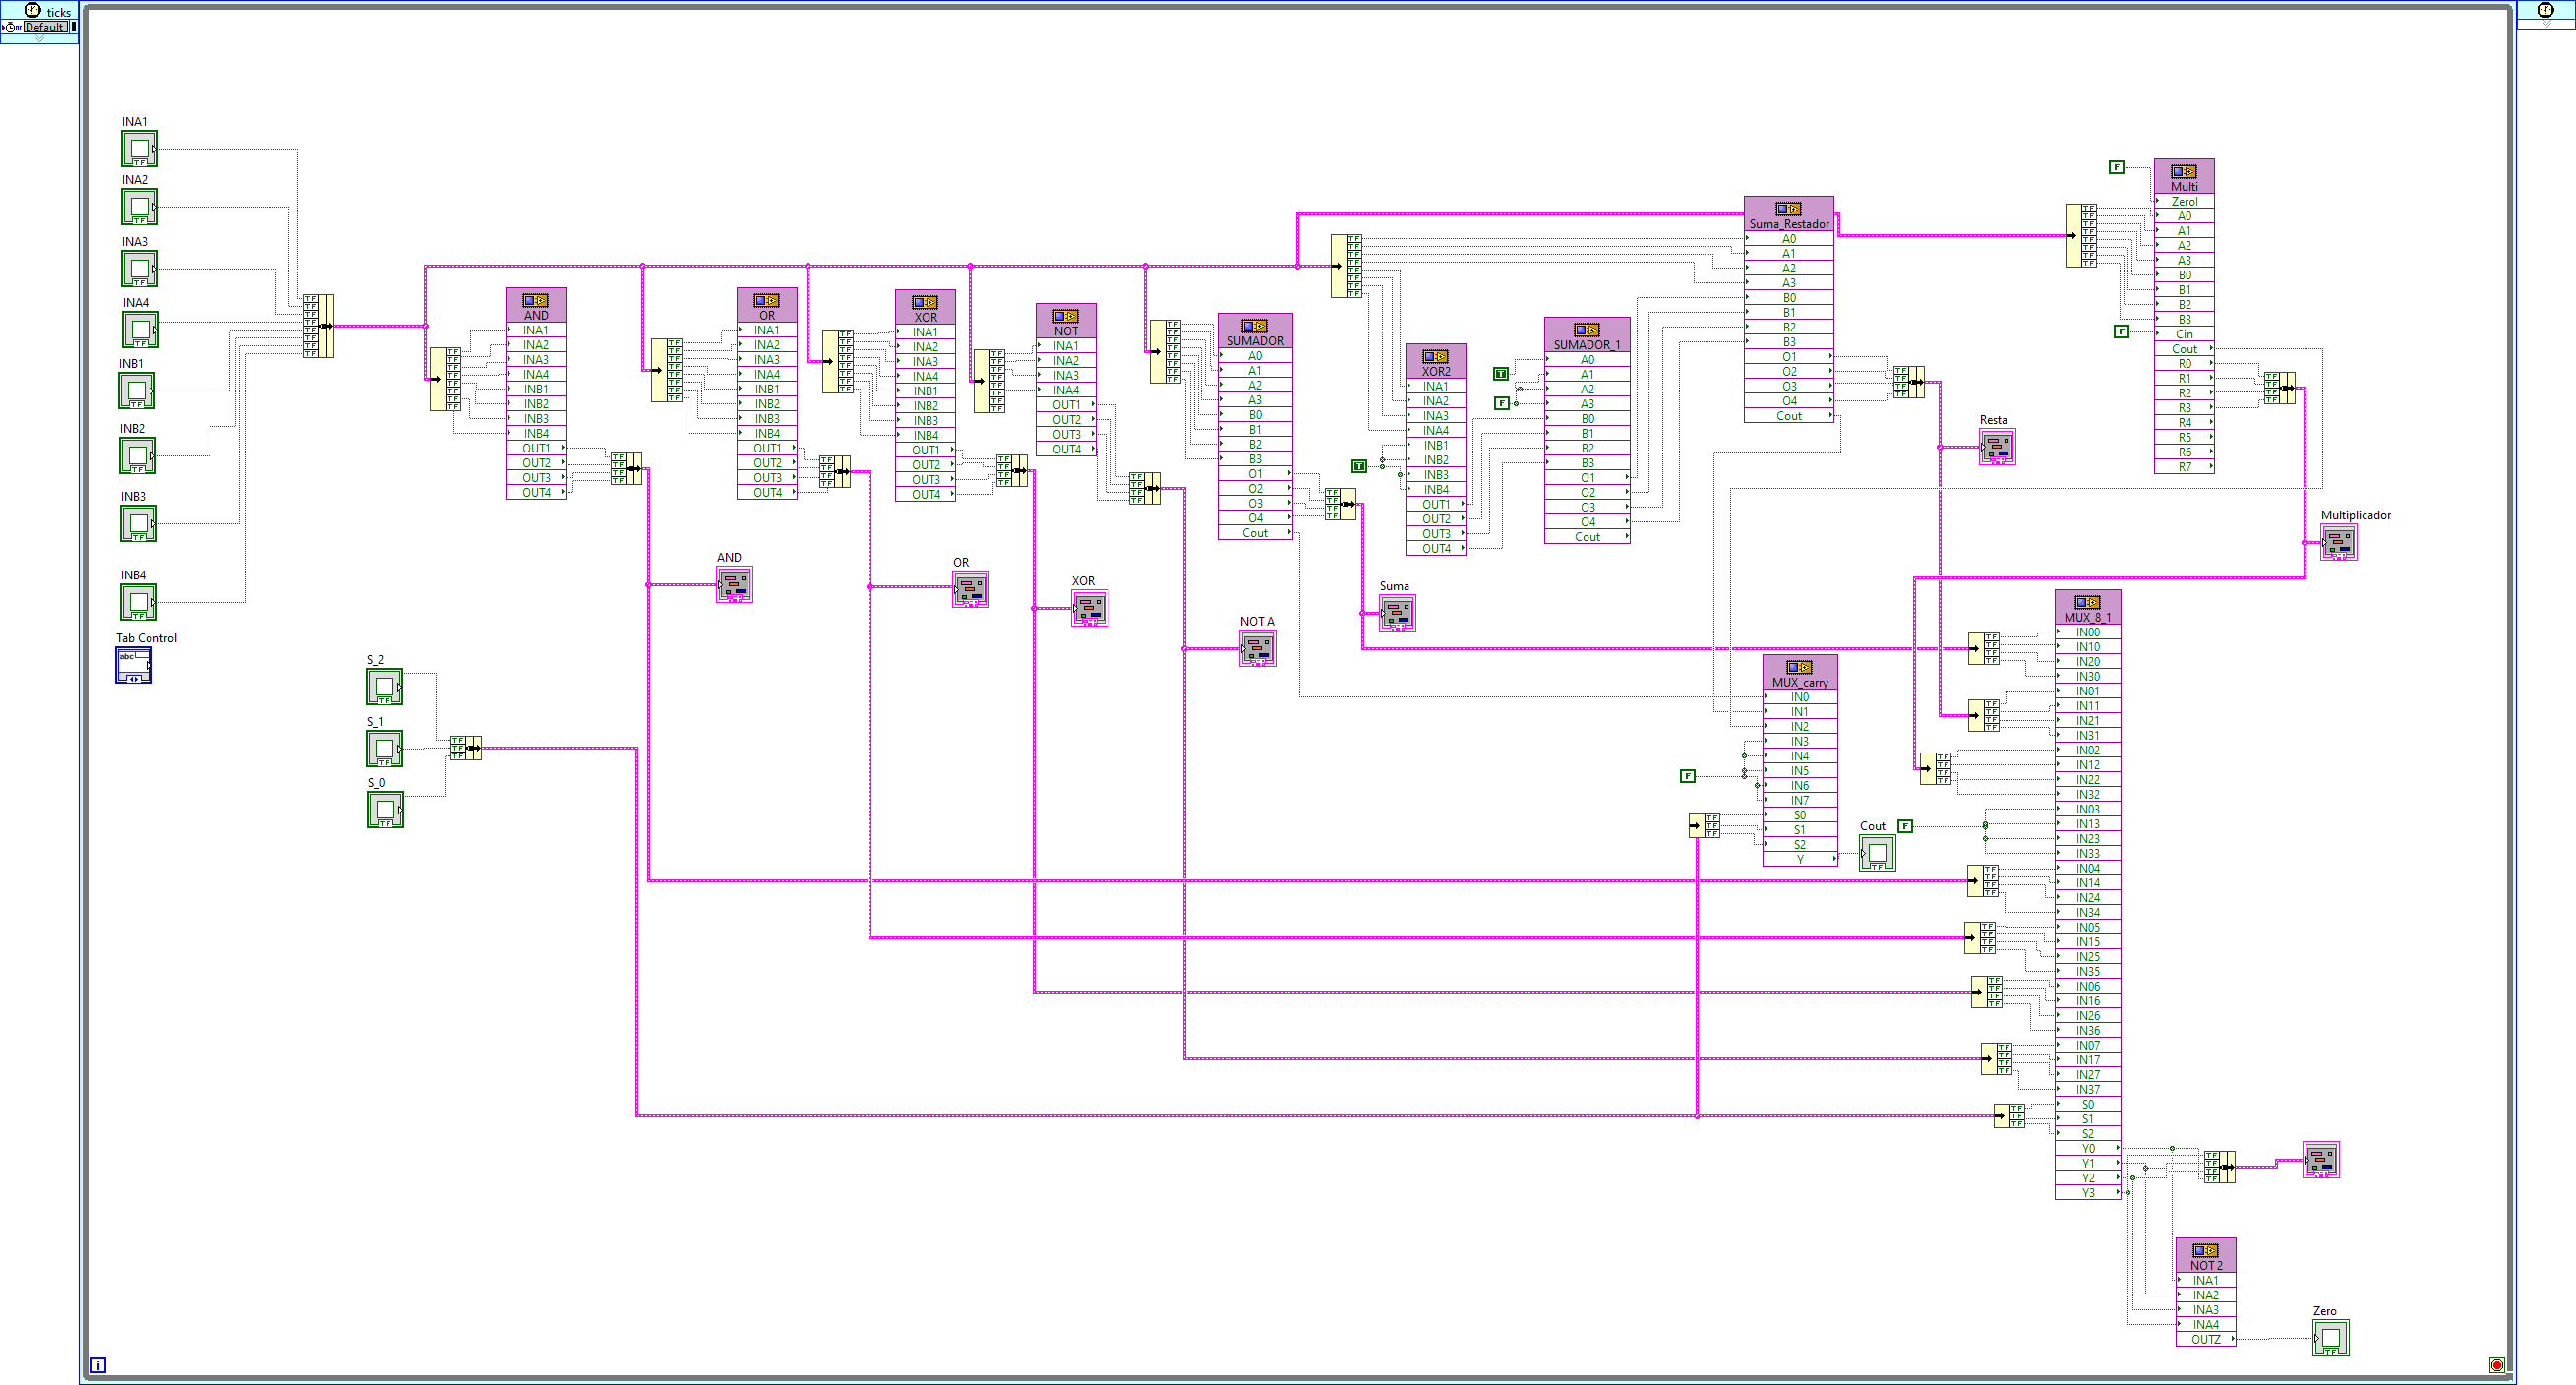 ticks
Default
INA1
INA2
INA3
INA4
INB1
INB2
INB3
INB4
Tab Control
abc
S_2
S_1
S_0
AND
INA1
INA2
INA3
INA4
INB1
INB2
INB3
INB4
OUT1
OUT2
OUT3
OUT4
AND
OR
INA1
INA2
INA3
INA4
INB1
INB2
INB3
INB4
OUT1
OUT2
OUT3
OUT4
OR
XOR
INA1
INA2
INA3
INA4
INB1
INB2
INB3
INB4
OUT1
OUT2
OUT3
OUT4
XOR
NOT
INA1
INA2
INA3
INA4
OUT1
OUT2
OUT3
OUT4
NOT A
SUMADOR
A0
A1
A2
A3
B0
B1
B2
B3
O1
O2
O3
O4
Cout
Suma
T
XOR2
INA1
INA2
INA3
INA4
INB1
INB2
INB3
INB4
OUT1
OUT2
OUT3
OUT4
T
F
SUMADOR_1
A0
A1
A2
A3
B0
B1
B2
B3
O1
O2
O3
O4
Cout
Suma_Restador
A0
A1
A2
A3
B0
B1
B2
B3
O1
O2
O3
O4
Cout
Resta
F
F
Multi
ZeroI
A0
A1
A2
A3
B0
B1
B2
B3
Cin
Cout
R0
R1
R2
R3
R4
R5
R6
R7
Multiplicador
F
MUX_carry
IN0
IN1
IN2
IN3
IN4
IN5
IN6
IN7
S0
S1
S2
Y
Cout
F
MUX_8_1
IN00
IN10
IN20
IN30
IN01
IN11
IN21
IN31
IN02
IN12
IN22
IN32
IN03
IN13
IN23
IN33
IN04
IN14
IN24
IN34
IN05
IN15
IN25
IN35
IN06
IN16
IN26
IN36
IN07
IN17
IN27
IN37
S0
S1
S2
Y0
Y1
Y2
Y3
NOT 2
INA1
INA2
INA3
INA4
OUTZ
Zero
i